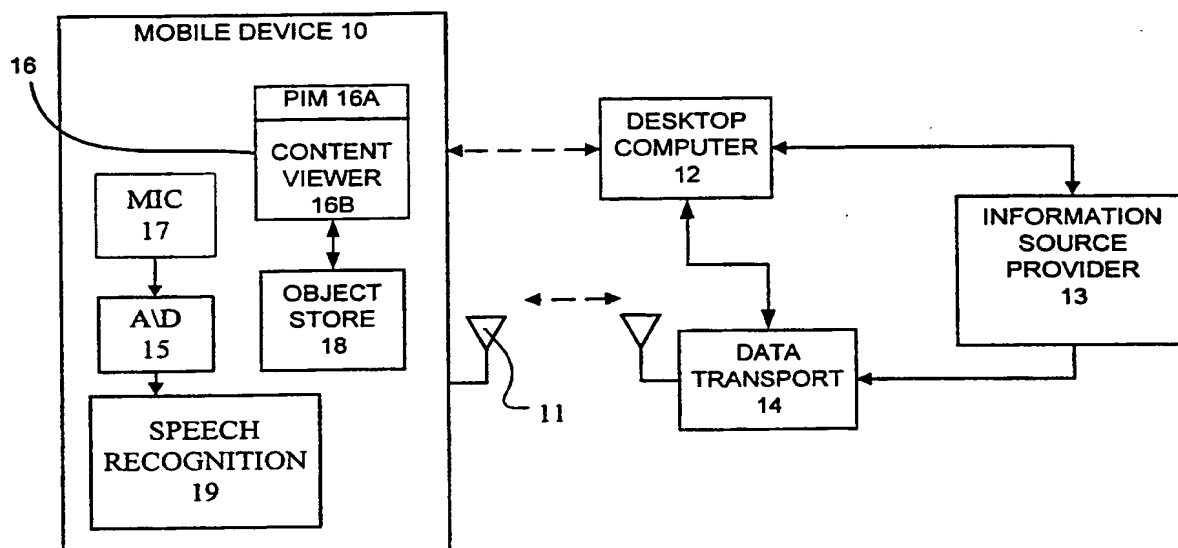 MOBILE DEVICE 10
16
PIM 16A
CONTENT
VIEWER
16B
MIC
17
A\D
15
OBJECT
STORE
18
SPEECH
RECOGNITION
19
11
DESKTOP
COMPUTER
12
DATA
TRANSPORT
14
INFORMATION
SOURCE
PROVIDER
13